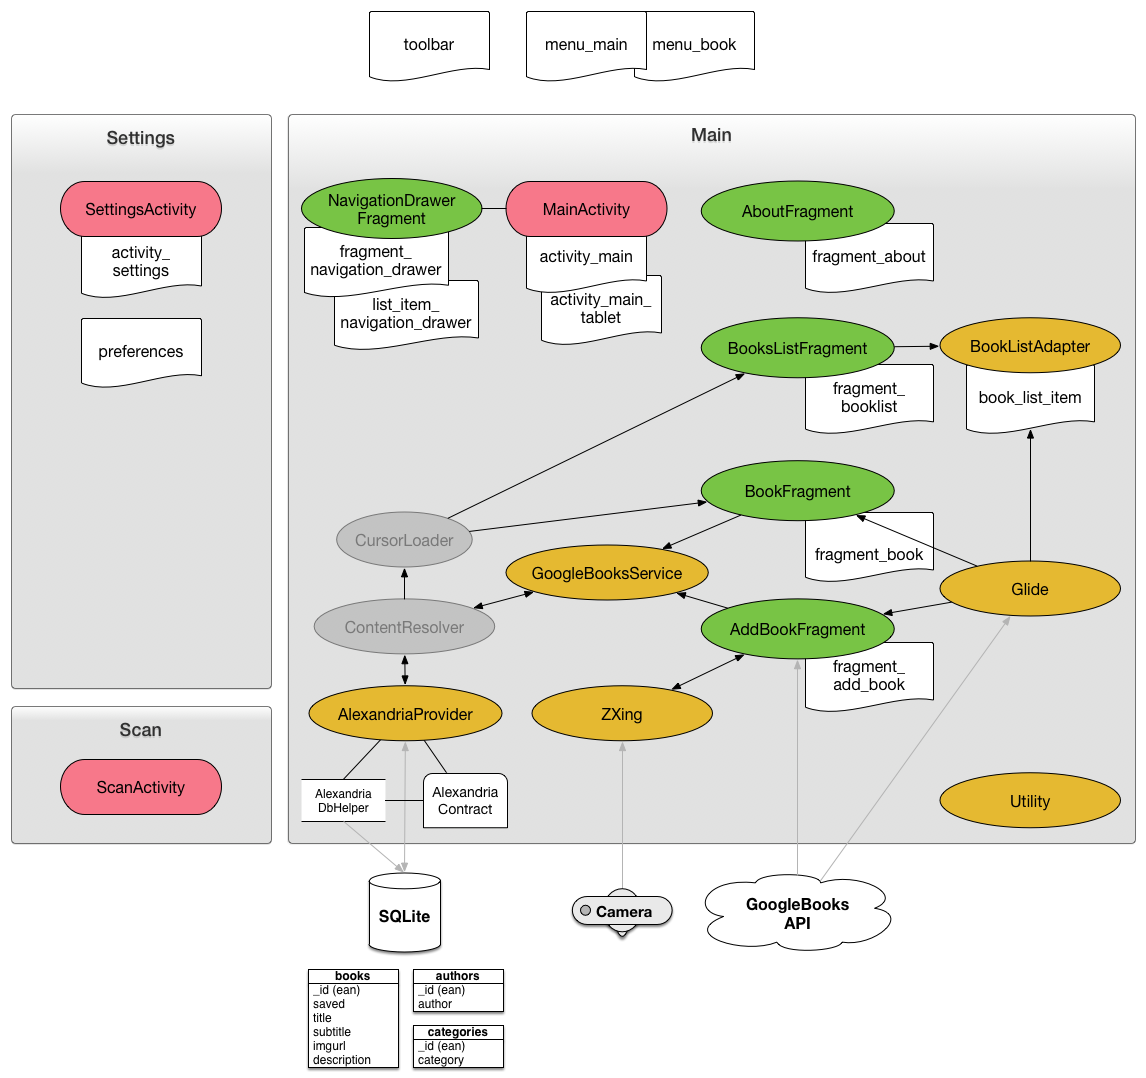 toolbar
menu_main
menu_book
Settings
SettingsActivity
activity_
settings
preferences
Scan
ScanActivity
Main
NavigationDrawer
Fragment
fragment_
navigation_drawer
list_item_
navigation_drawer
MainActivity
activity_main
activity_main_
tablet
AboutFragment
fragment_about
BooksListFragment
fragment_
booklist
BookListAdapter
book_list_item
BookFragment
fragment_book
CursorLoader
GoogleBooksService
Glide
ContentResolver
AddBookFragment
fragment_
add_book
AlexandriaProvider
ZXing
Alexandria
DbHelper
Alexandria
Contract
Utility
SQLite
Camera
GoogleBooks
API
books
_id (ean)
saved
title
subtitle
imgurl
description
authors
_id (ean)
author
categories
_id (ean)
category